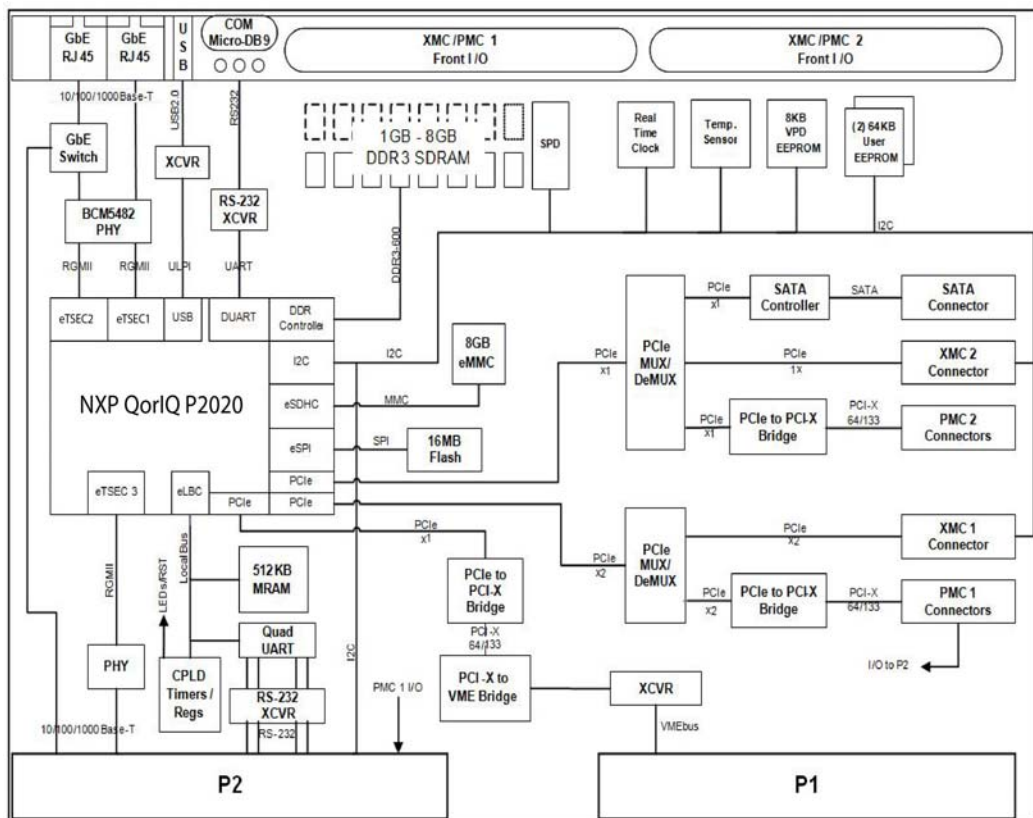 GbE
RJ45
GbE
RJ45
USB
COM
Micro-DB9
XMC/PMC 1
Front I/O
XMC/PMC 2
Front I/O
10/100/1000Base-T
USB2.0
RS232
GbE
Switch
XCVR
1GB - 8GB
DDR3 SDRAM
SPD
Real
Time
Clock
Temp.
Sensor
8KB
VPD
EEPROM
(2) 64KB
User
EEPROM
BCM5482
PHY
RS-232
XCVR
I2C
RGMII
RGMII
ULPI
UART
DDR3-600
eTSEC2
eTSEC1
USB
DUART
DDR
Controller
I2C
I2C
8GB
eMMC
PCIe
x1
PCIe
MUX/
DeMUX
PCIe
x1
SATA
Controller
SATA
SATA
Connector
PCIe
1x
XMC 2
Connector
NXP QorIQ P2020
eSDHC
MMC
PCIe
x1
PCIe to PCI-X
Bridge
PCI-X
64/133
PMC 2
Connectors
eSPI
SPI
16MB
Flash
PCIe
eTSEC 3
eLBC
PCIe
PCIe
PCIe
x1
PCIe
x2
PCIe
MUX/
DeMUX
PCIe
x2
XMC 1
Connector
RGMII
LEDs/RST
Local Bus
512KB
MRAM
PCIe to
PCI-X
Bridge
PCIe
x2
PCIe to PCI-X
Bridge
PCI-X
64/133
PMC 1
Connectors
Quad
UART
PCI-X
64/133
I2C
PHY
CPLD
Timers /
Regs
RS-232
XCVR
PMC 1 I/O
PCI-X to
VME Bridge
XCVR
I/O to P2
10/100/1000Base-T
RS-232
VMEbus
P2
P1